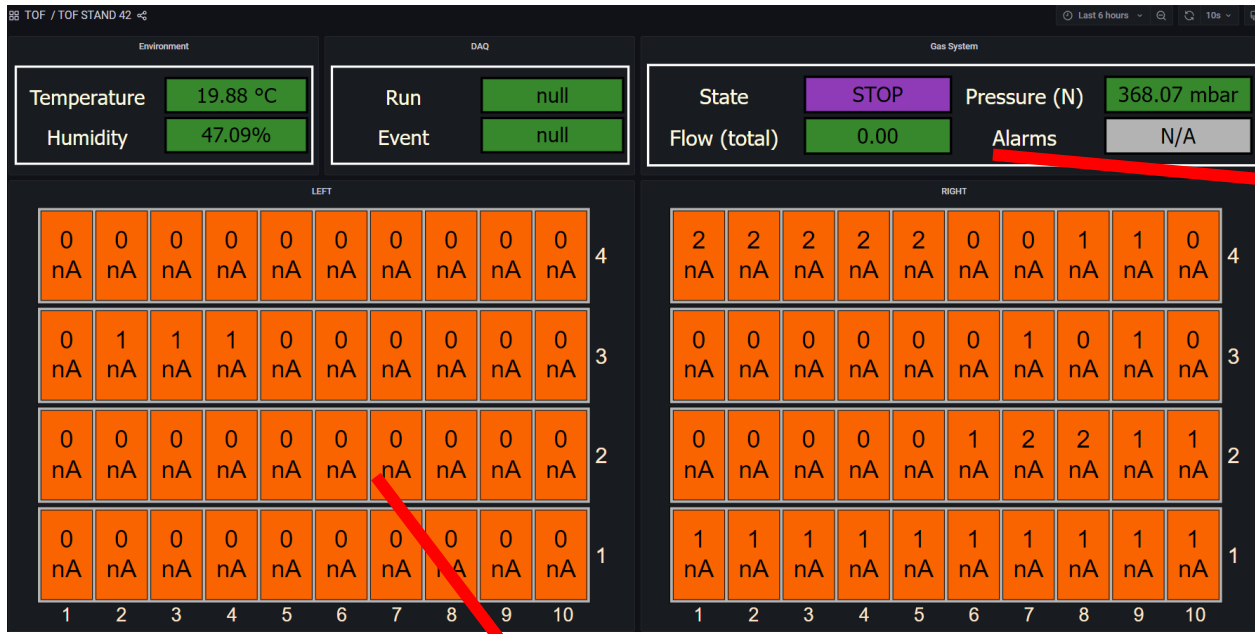 TOF / TOF STAND 42
Last 6 hours
10s
Environment
Temperature 19.88 °C
Humidity 47.09%
DAQ
Run null
Event null
Gas System
State STOP Pressure (N) 368.07 mbar
Flow (total) 0.00 Alarms N/A
LEFT
0 0 0 0 0 0 0 0 0 0
nA nA nA nA nA nA nA nA nA nA
4
0 1 1 1 0 0 0 0 0 0
nA nA nA nA nA nA nA nA nA nA
3
0 0 0 0 0 0 0 0 0 0
nA nA nA nA nA nA nA nA nA nA
2
0 0 0 0 0 0 0 0 0 0
nA nA nA nA nA nA nA nA nA nA
1
1 2 3 4 5 6 7 8 9 10
RIGHT
2 2 2 2 2 0 0 1 1 0
nA nA nA nA nA nA nA nA nA nA
4
0 0 0 0 0 0 1 0 1 0
nA nA nA nA nA nA nA nA nA nA
3
0 0 0 0 0 1 2 2 1 1
nA nA nA nA nA nA nA nA nA nA
2
1 1 1 1 1 1 1 1 1 1
nA nA nA nA nA nA nA nA nA nA
1
1 2 3 4 5 6 7 8 9 10